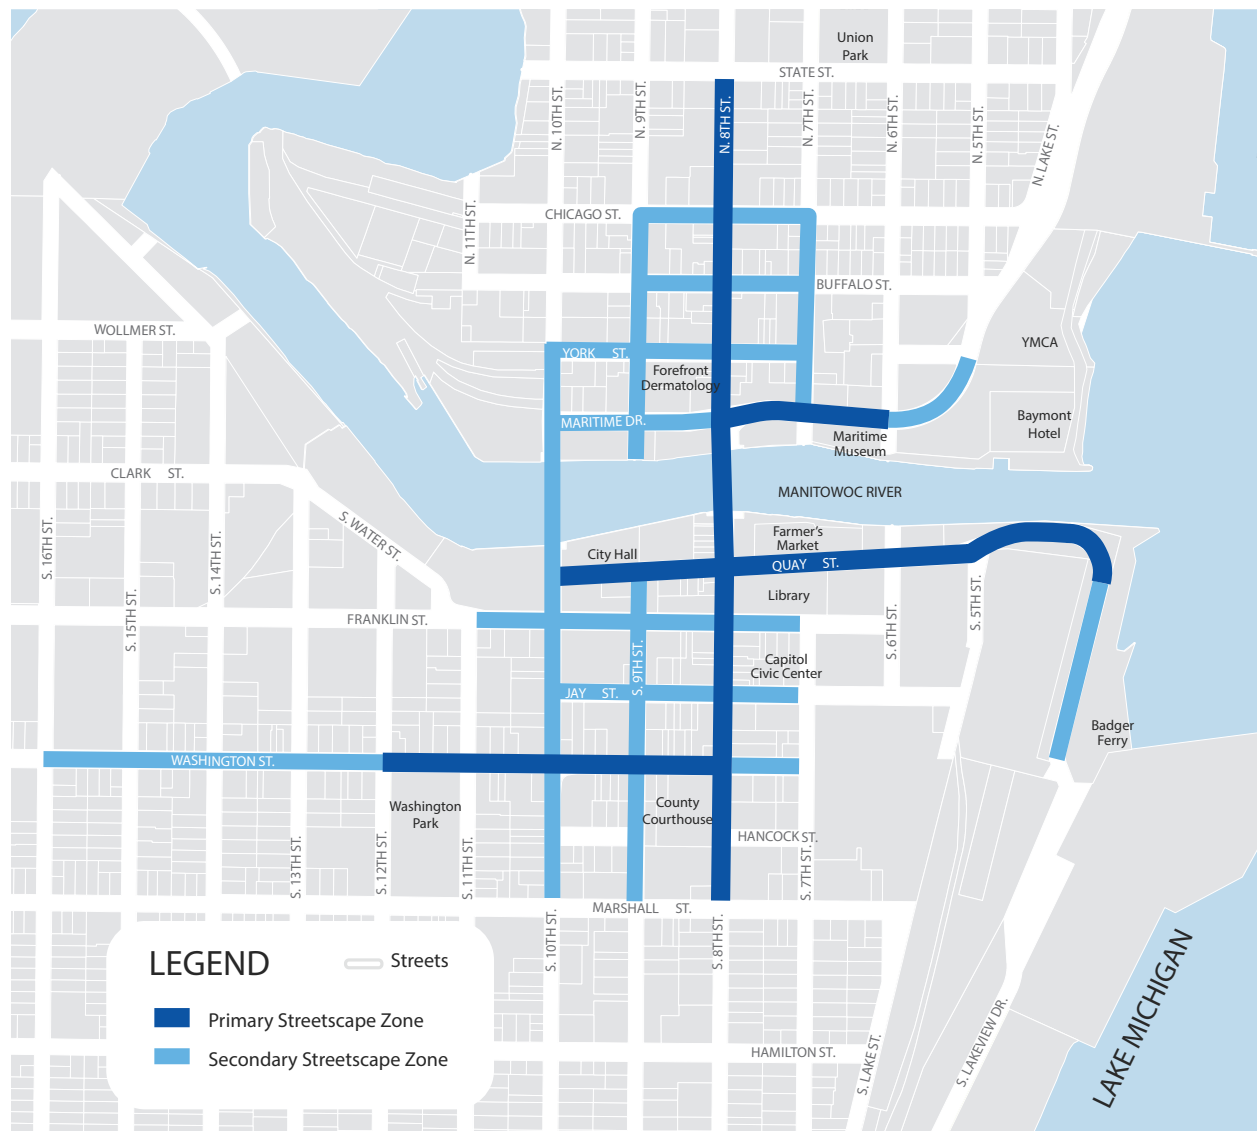 Union
Park
STATE ST.
N. 10TH ST.
N. 9TH ST.
N. 8TH ST.
N. 7TH ST.
N. 6TH ST.
N. 5TH ST.
N. LAKE ST.
N. 11TH ST.
CHICAGO ST.
BUFFALO ST.
WOLLMER ST.
YORK ST.
YMCA
Forefront
Dermatology
MARITIME DR.
Baymont
Hotel
Maritime
Museum
CLARK ST.
MANITOWOC RIVER
S. WATER ST.
S. 16TH ST.
S. 14TH ST.
Farmer's
Market
City Hall
QUAY ST.
Library
S. 15TH ST.
FRANKLIN ST.
S. 6TH ST.
S. 5TH ST.
S. 9TH ST.
Capitol
Civic Center
JAY ST.
Badger
Ferry
WASHINGTON ST.
Washington
Park
County
Courthouse
HANCOCK ST.
S. 13TH ST.
S. 12TH ST.
S. 11TH ST.
S. 7TH ST.
MARSHALL ST.
S. 10TH ST.
S. 8TH ST.
LEGEND
Streets
Primary Streetscape Zone
Secondary Streetscape Zone
HAMILTON ST.
S. LAKE ST.
S. LAKEVIEW DR.
LAKE MICHIGAN